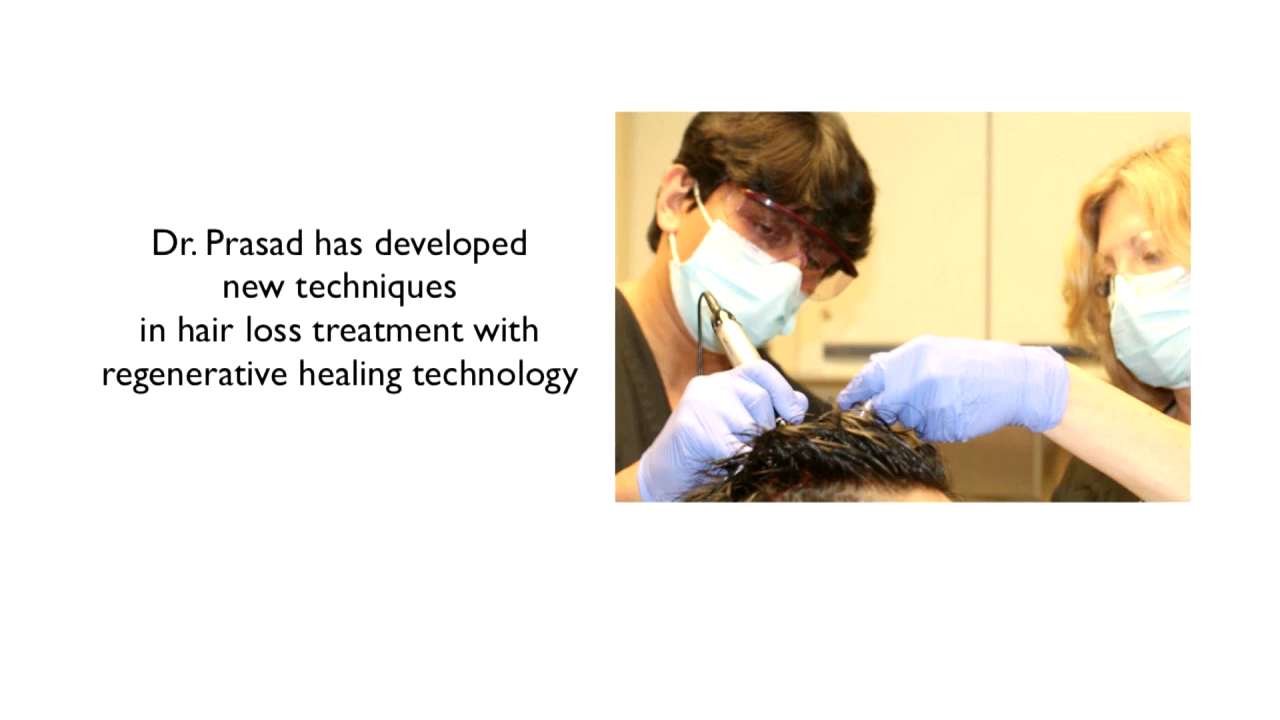 Dr. Prasad has developed
new techniques
in hair loss treatment with
regenerative healing technology